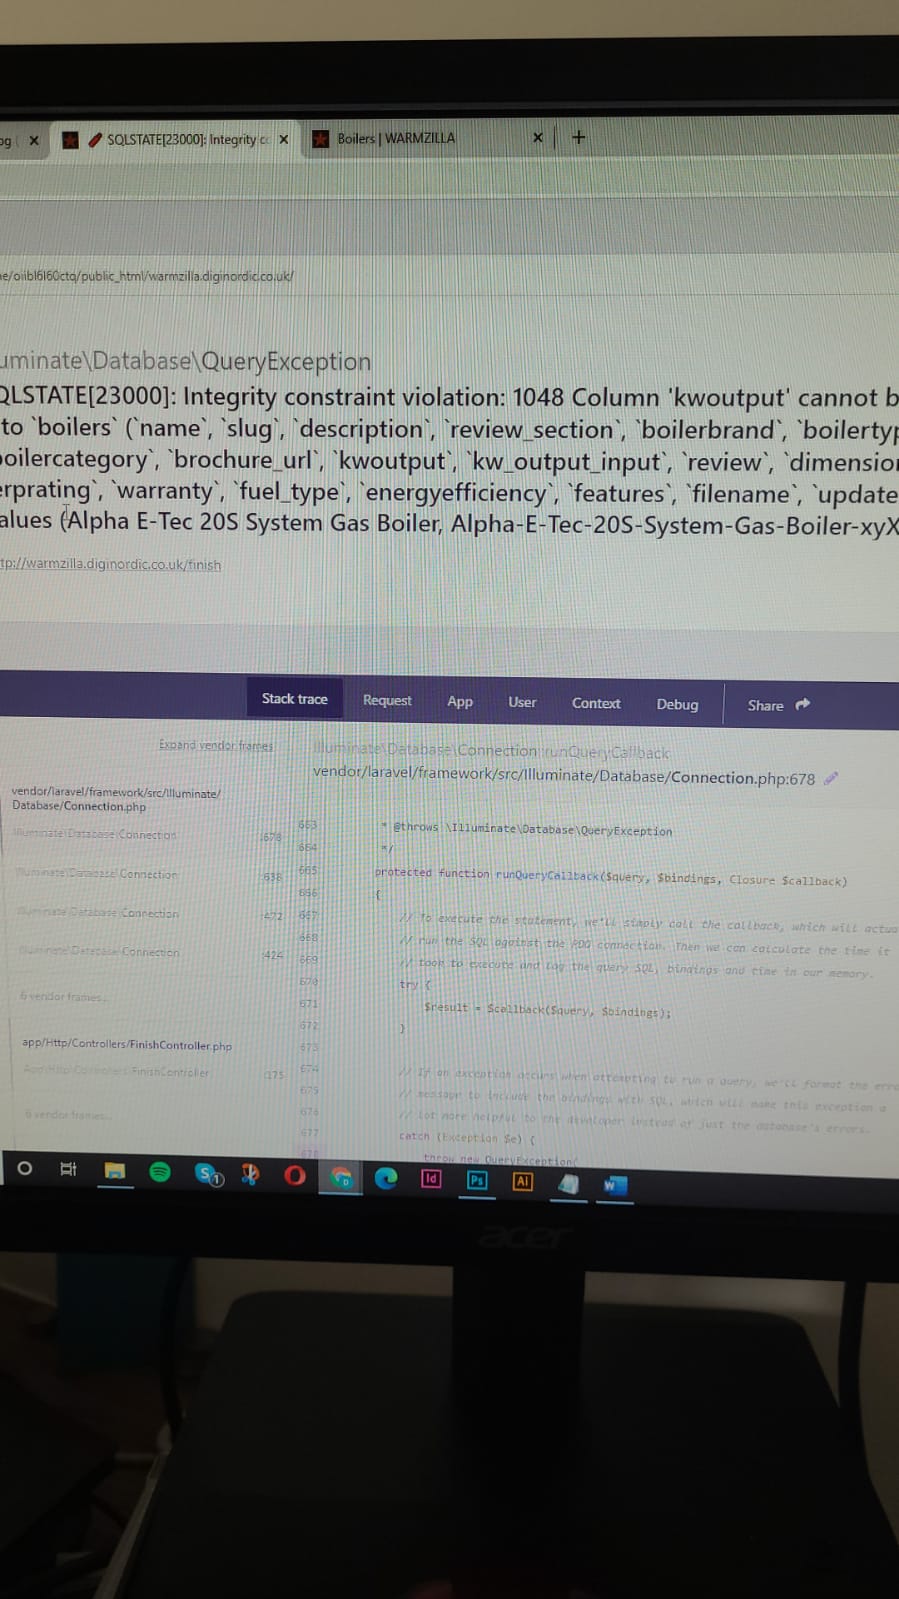 SQLSTATE[23000]: Integrity c
Boilers | WARMZILLA
e/oiibl6l60ctq/public_html/warmzilla.diginordic.co.uk/
uminate\Database\QueryException
QLSTATE[23000]: Integrity constraint violation: 1048 Column 'kwoutput' cannot b
to `boilers` (`name`, `slug`, `description`, `review_section`, `boilerbrand`, `boilertyp
oilercategory`, `brochure_url`, `kwoutput`, `kw_output_input`, `review`, `dimension
erprating`, `warranty`, `fuel_type`, `energyefficiency`, `features`, `filename`, `update
alues (Alpha E-Tec 20S System Gas Boiler, Alpha-E-Tec-20S-System-Gas-Boiler-xyX
tp://warmzilla.diginordic.co.uk/finish
Stack trace Request App User Context Debug Share
Expand vendor frames
Illuminate\Database\Connection::runQueryCallback
vendor/laravel/framework/src/Illuminate/Database/Connection.php:678
vendor/laravel/framework/src/Illuminate/
Database/Connection.php
Illuminate\Database\Connection :678
Illuminate\Database\Connection :638
Illuminate\Database\Connection :472
Illuminate\Database\Connection :424
6 vendor frames...
app/Http/Controllers/FinishController.php
App\Http\Controllers\FinishController :175
6 vendor frames...
663 * @throws \Illuminate\Database\QueryException
664 */
665 protected function runQueryCallback($query, $bindings, Closure $callback)
666 {
667 // To execute the statement, we'll simply call the callback, which will actua
668 // run the SQL against the PDO connection. Then we can calculate the time it
669 // took to execute and log the query SQL, bindings and time in our memory.
670 try {
671 $result = $callback($query, $bindings);
672 }
673
674 // If an exception occurs when attempting to run a query, we'll format the erro
675 // message to include the bindings with SQL, which will make this exception a
676 // lot more helpful to the developer instead of just the database's errors.
677 catch (Exception $e) {
678 throw new QueryException(
S 1
Id
Ps
Ai
W
acer